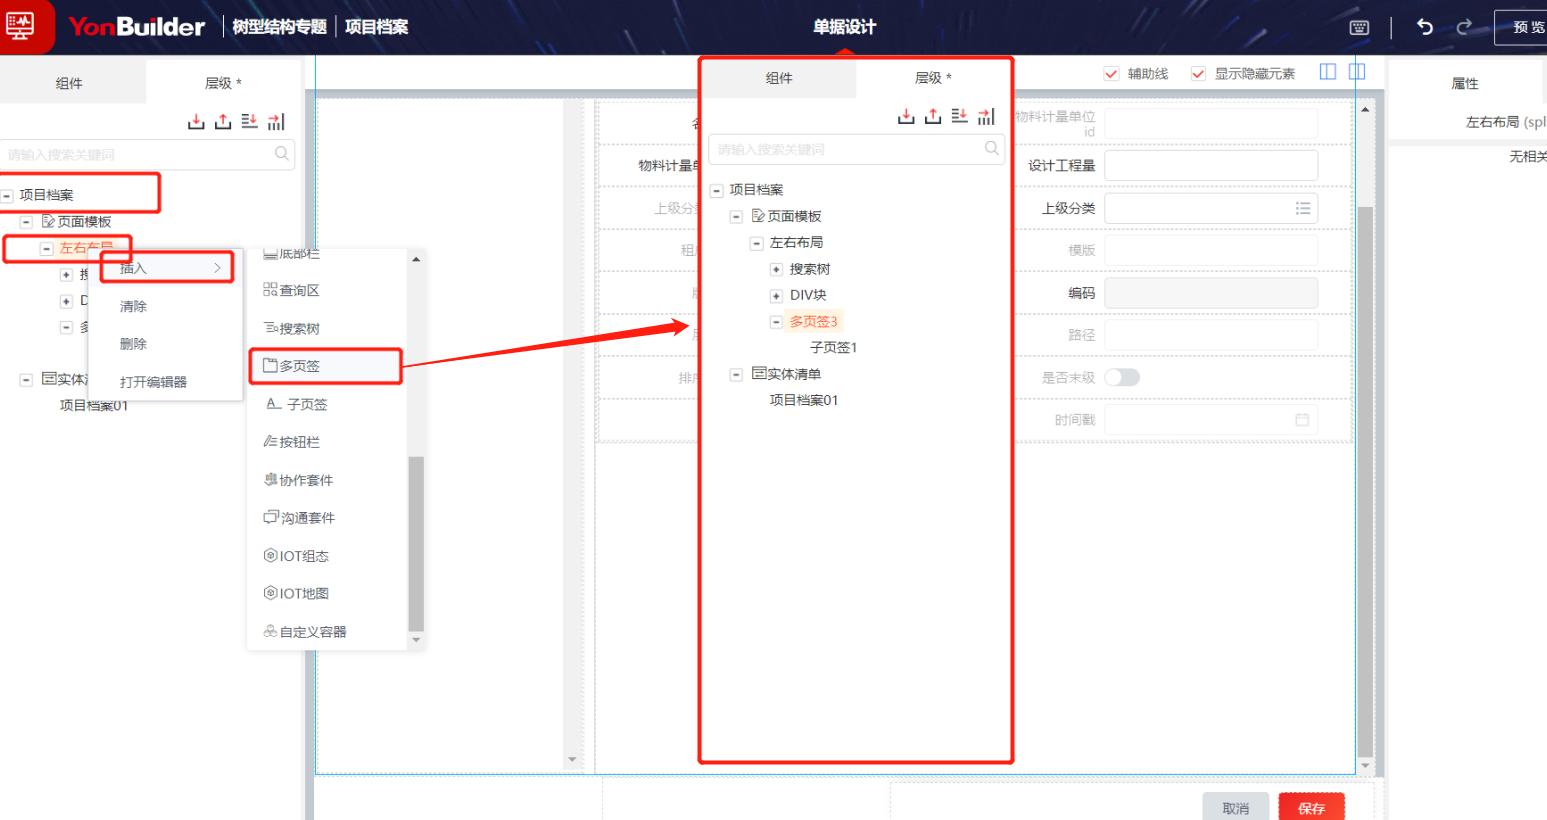 YonBuilder 树型结构专题 项目档案 单据设计 预览
组件 层级 *
请输入搜索关键词
项目档案
页面模板
左右布局
搜
D
多
实体清
项目档案01
插入
清除
删除
打开编辑器
底部栏
查询区
搜索树
多页签
子页签
按钮栏
协作套件
沟通套件
IOT组态
IOT地图
自定义容器
组件 层级 *
请输入搜索关键词
项目档案
页面模板
左右布局
搜索树
DIV块
多页签3
子页签1
实体清单
项目档案01
辅助线 显示隐藏元素
物料计量单位
id
物料计量单 设计工程量
上级分类 上级分类
租户 模版
编码
路径
排序 是否末级
时间戳
取消 保存
属性
左右布局 (spl
无相关